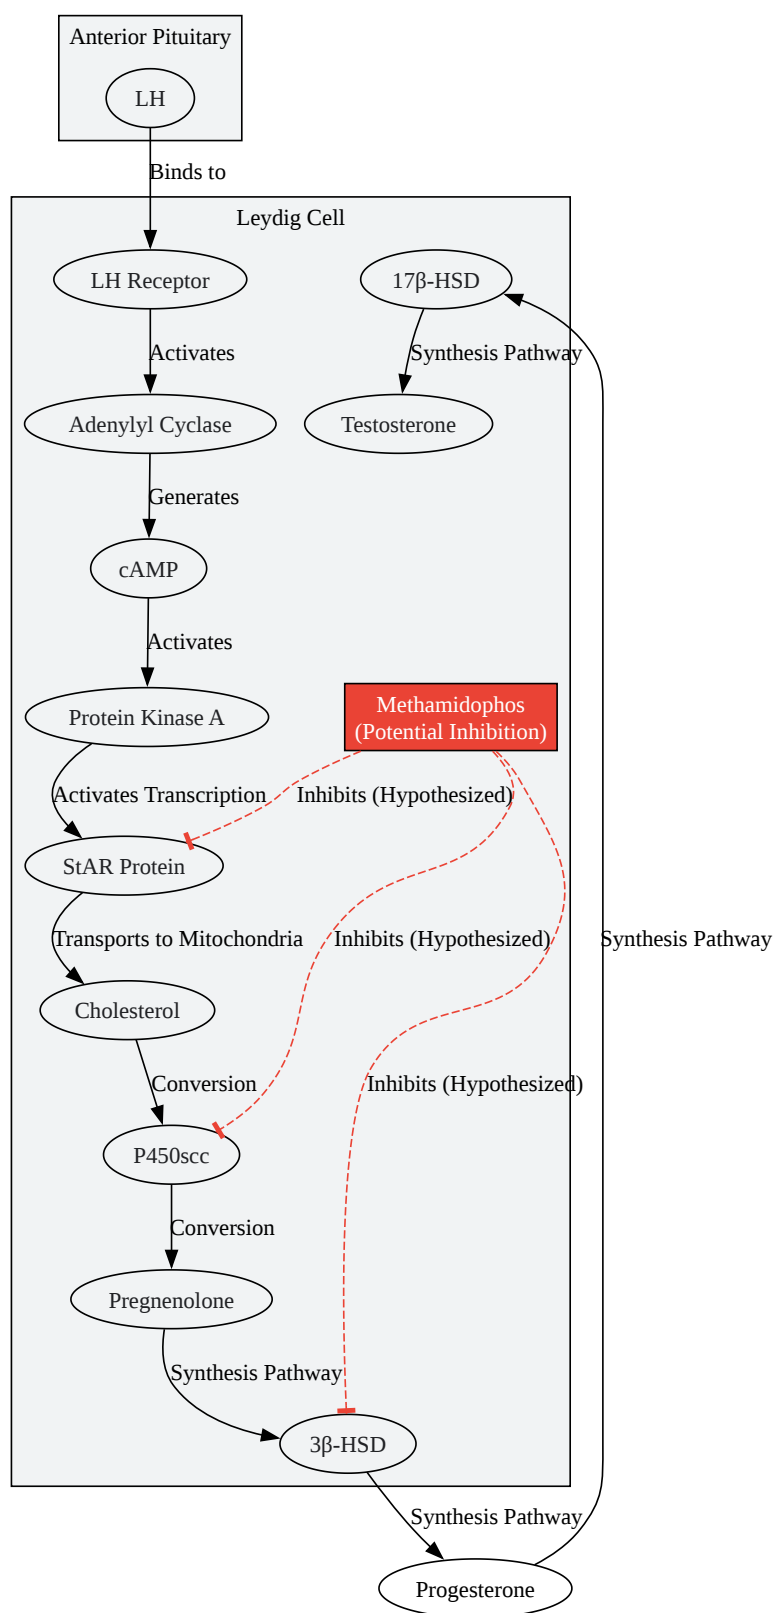 Anterior Pituitary
LH
Binds to
Leydig Cell
LH Receptor
17β-HSD
Activates
Synthesis Pathway
Adenylyl Cyclase
Testosterone
Generates
cAMP
Activates
Protein Kinase A
Methamidophos
(Potential Inhibition)
Activates Transcription
Inhibits (Hypothesized)
StAR Protein
Transports to Mitochondria
Inhibits (Hypothesized)
Synthesis Pathway
Cholesterol
Conversion
Inhibits (Hypothesized)
P450scc
Conversion
Pregnenolone
Synthesis Pathway
3β-HSD
Synthesis Pathway
Progesterone